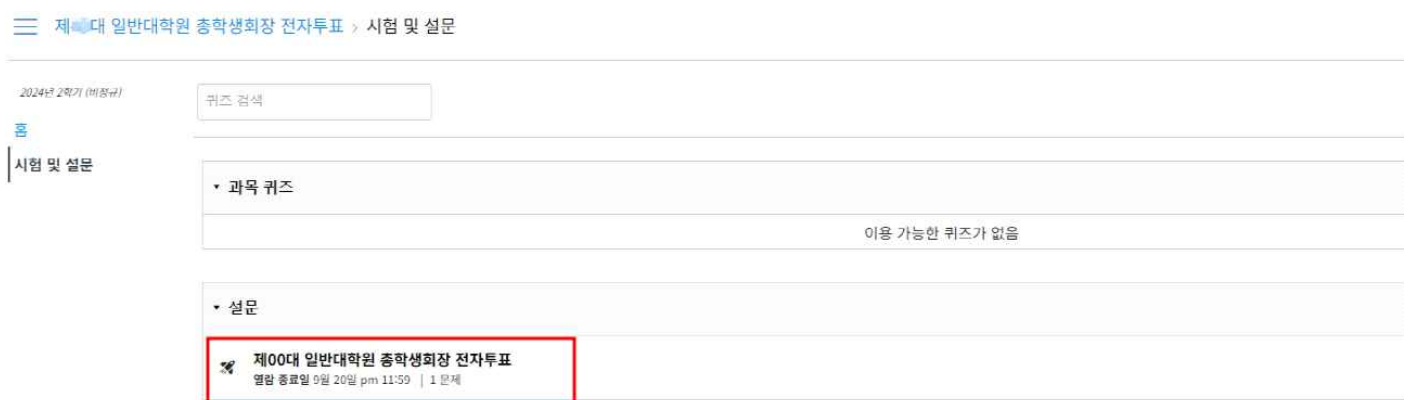 제대 일반대학원 총학생회장 전자투표 > 시험 및 설문
2024년 2학기 (비정규)
퀴즈 검색
홈
시험 및 설문
▾ 과목 퀴즈
이용 가능한 퀴즈가 없음
▾ 설문
제00대 일반대학원 총학생회장 전자투표
열람 종료일 9월 20일 pm 11:59 | 1 문제